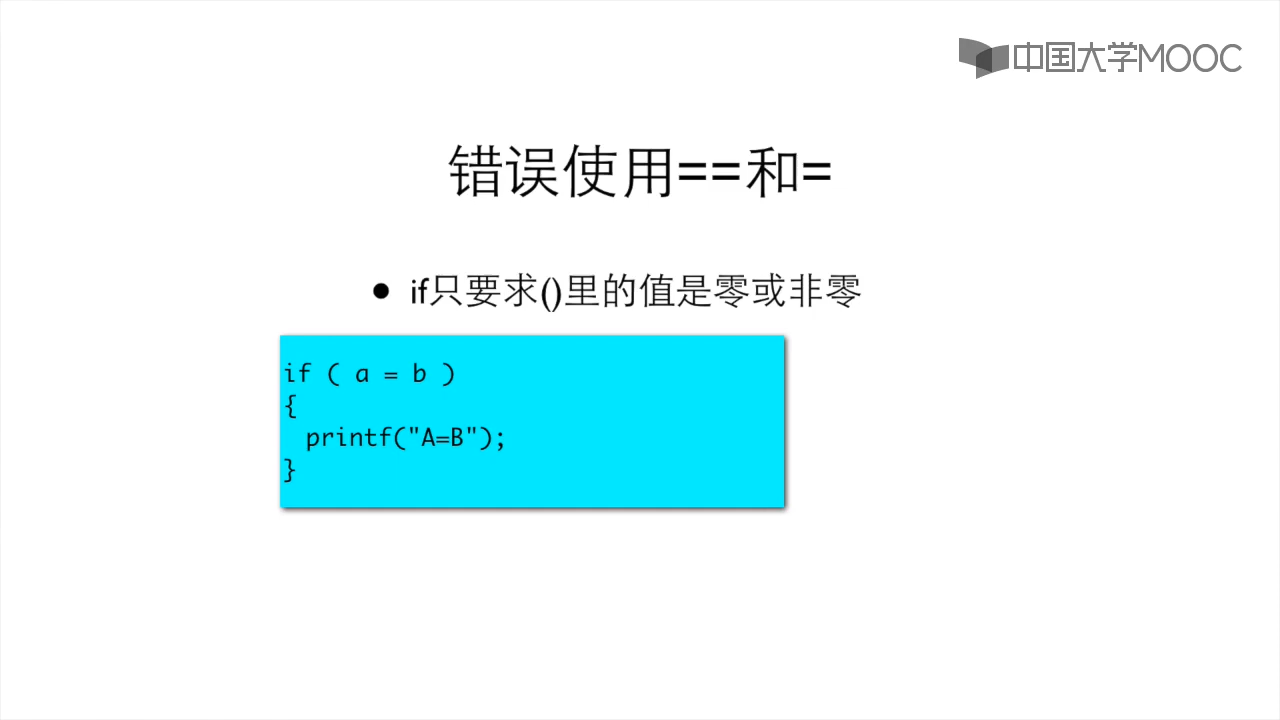 中国大学MOOC
错误使用==和=
● if只要求()里的值是零或非零
if ( a = b )
{
printf("A=B");
}